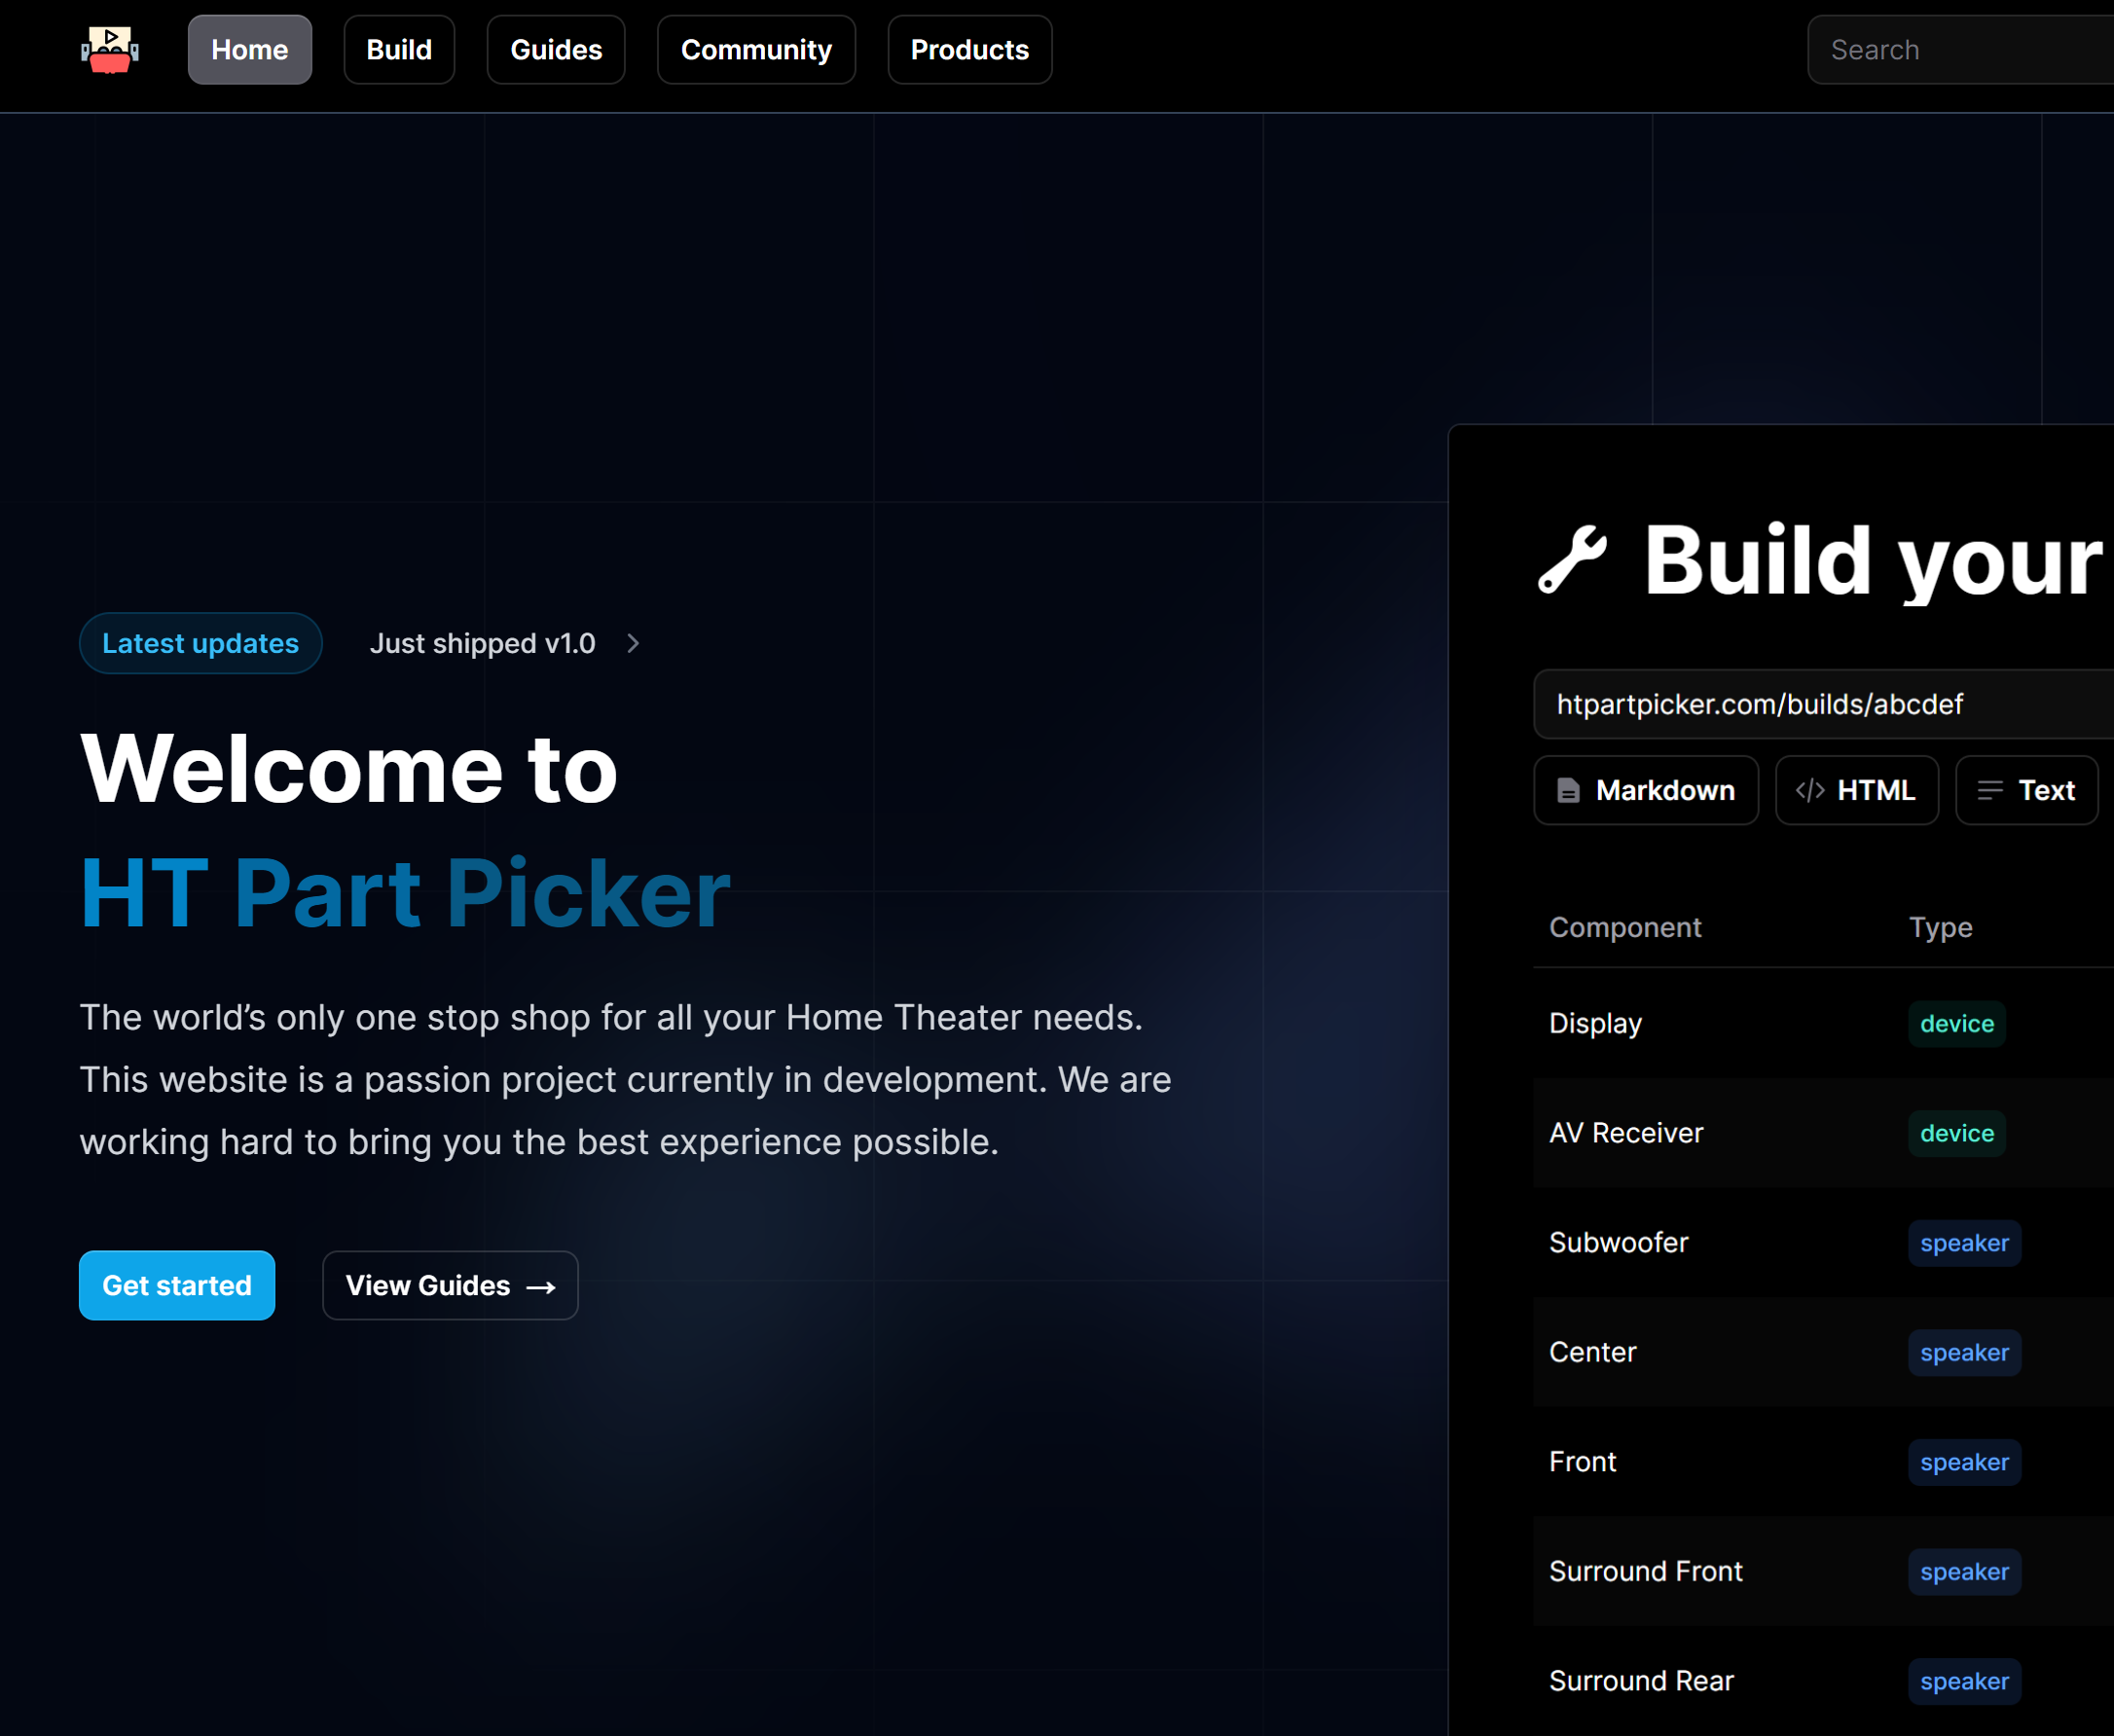 Home Build Guides Community Products Search
Latest updates Just shipped v1.0
Welcome to
HT Part Picker
The world’s only one stop shop for all your Home Theater needs.
This website is a passion project currently in development. We are
working hard to bring you the best experience possible.
Get started View Guides →
Build your
htpartpicker.com/builds/abcdef
Markdown </> HTML Text
Component Type
Display device
AV Receiver device
Subwoofer speaker
Center speaker
Front speaker
Surround Front speaker
Surround Rear speaker